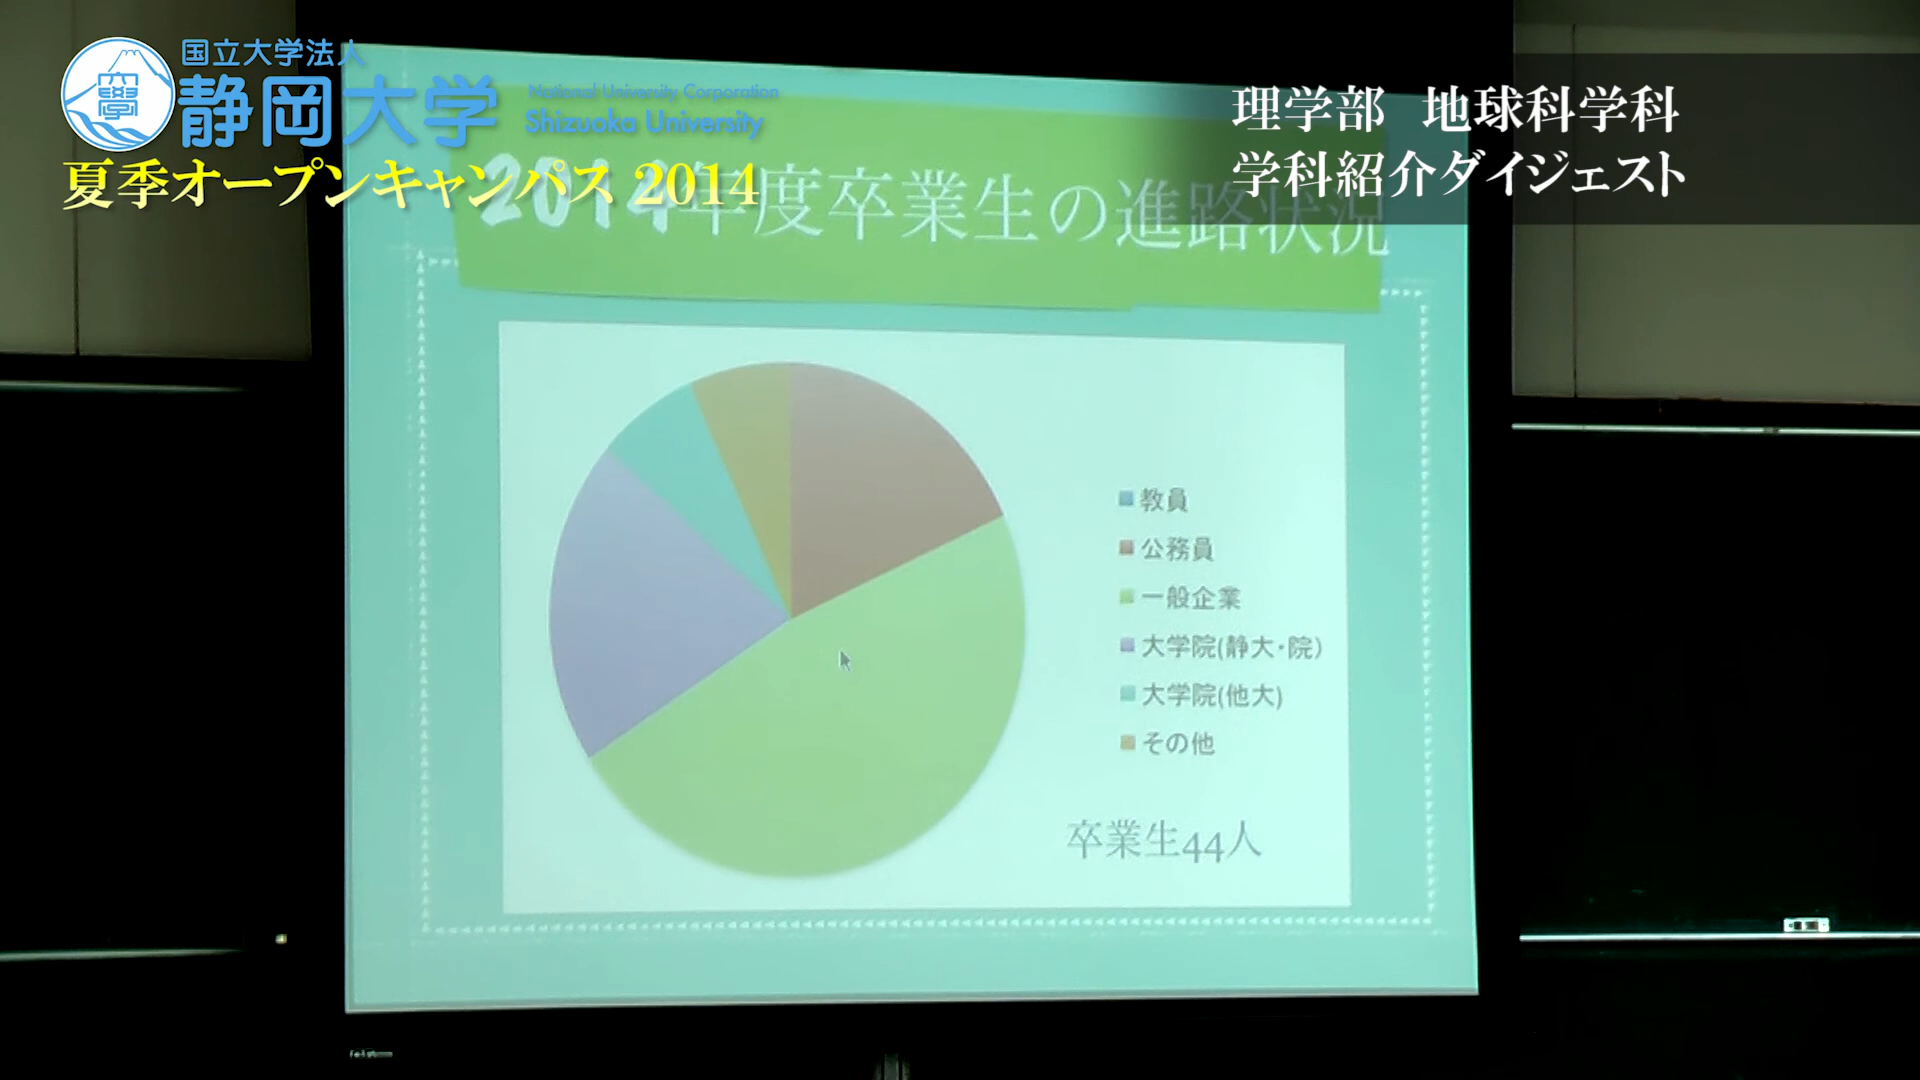 国立大学法人
静岡大学
National University Corporation
Shizuoka University
夏季オープンキャンパス 2014
理学部 地球科学科
学科紹介ダイジェスト
2014年度卒業生の進路状況
教員
公務員
一般企業
大学院(静大・院)
大学院(他大)
その他
卒業生44人